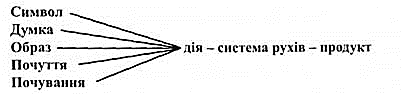 Символ
Думка
Образ
Почуття
Почування
дія – система рухів – продукт